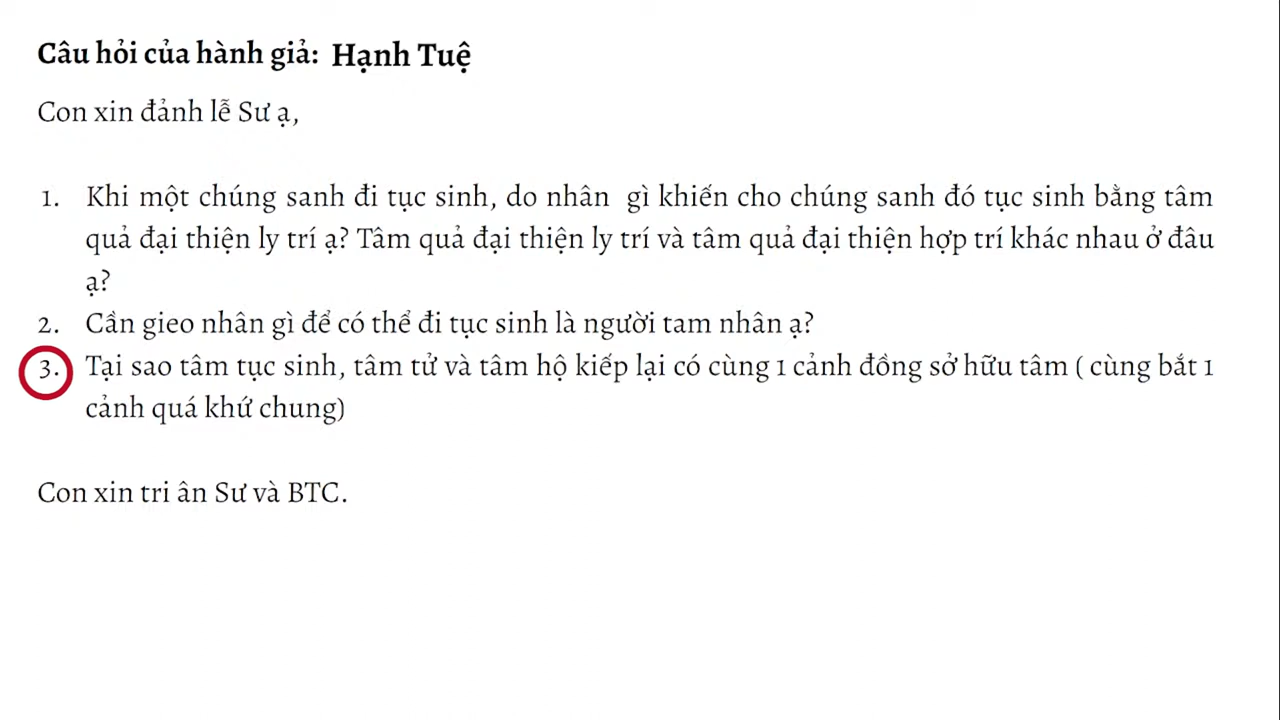 Câu hỏi của hành giả: Hạnh Tuệ
Con xin đảnh lễ Sư ạ,
1. Khi một chúng sanh đi tục sinh, do nhân gì khiến cho chúng sanh đó tục sinh bằng tâm
quả đại thiện ly trí ạ? Tâm quả đại thiện ly trí và tâm quả đại thiện hợp trí khác nhau ở đâu
ạ?
2. Cần gieo nhân gì để có thể đi tục sinh là người tam nhân ạ?
3. Tại sao tâm tục sinh, tâm tử và tâm hộ kiếp lại có cùng 1 cảnh đồng sở hữu tâm ( cùng bắt 1
cảnh quá khứ chung)
Con xin tri ân Sư và BTC.